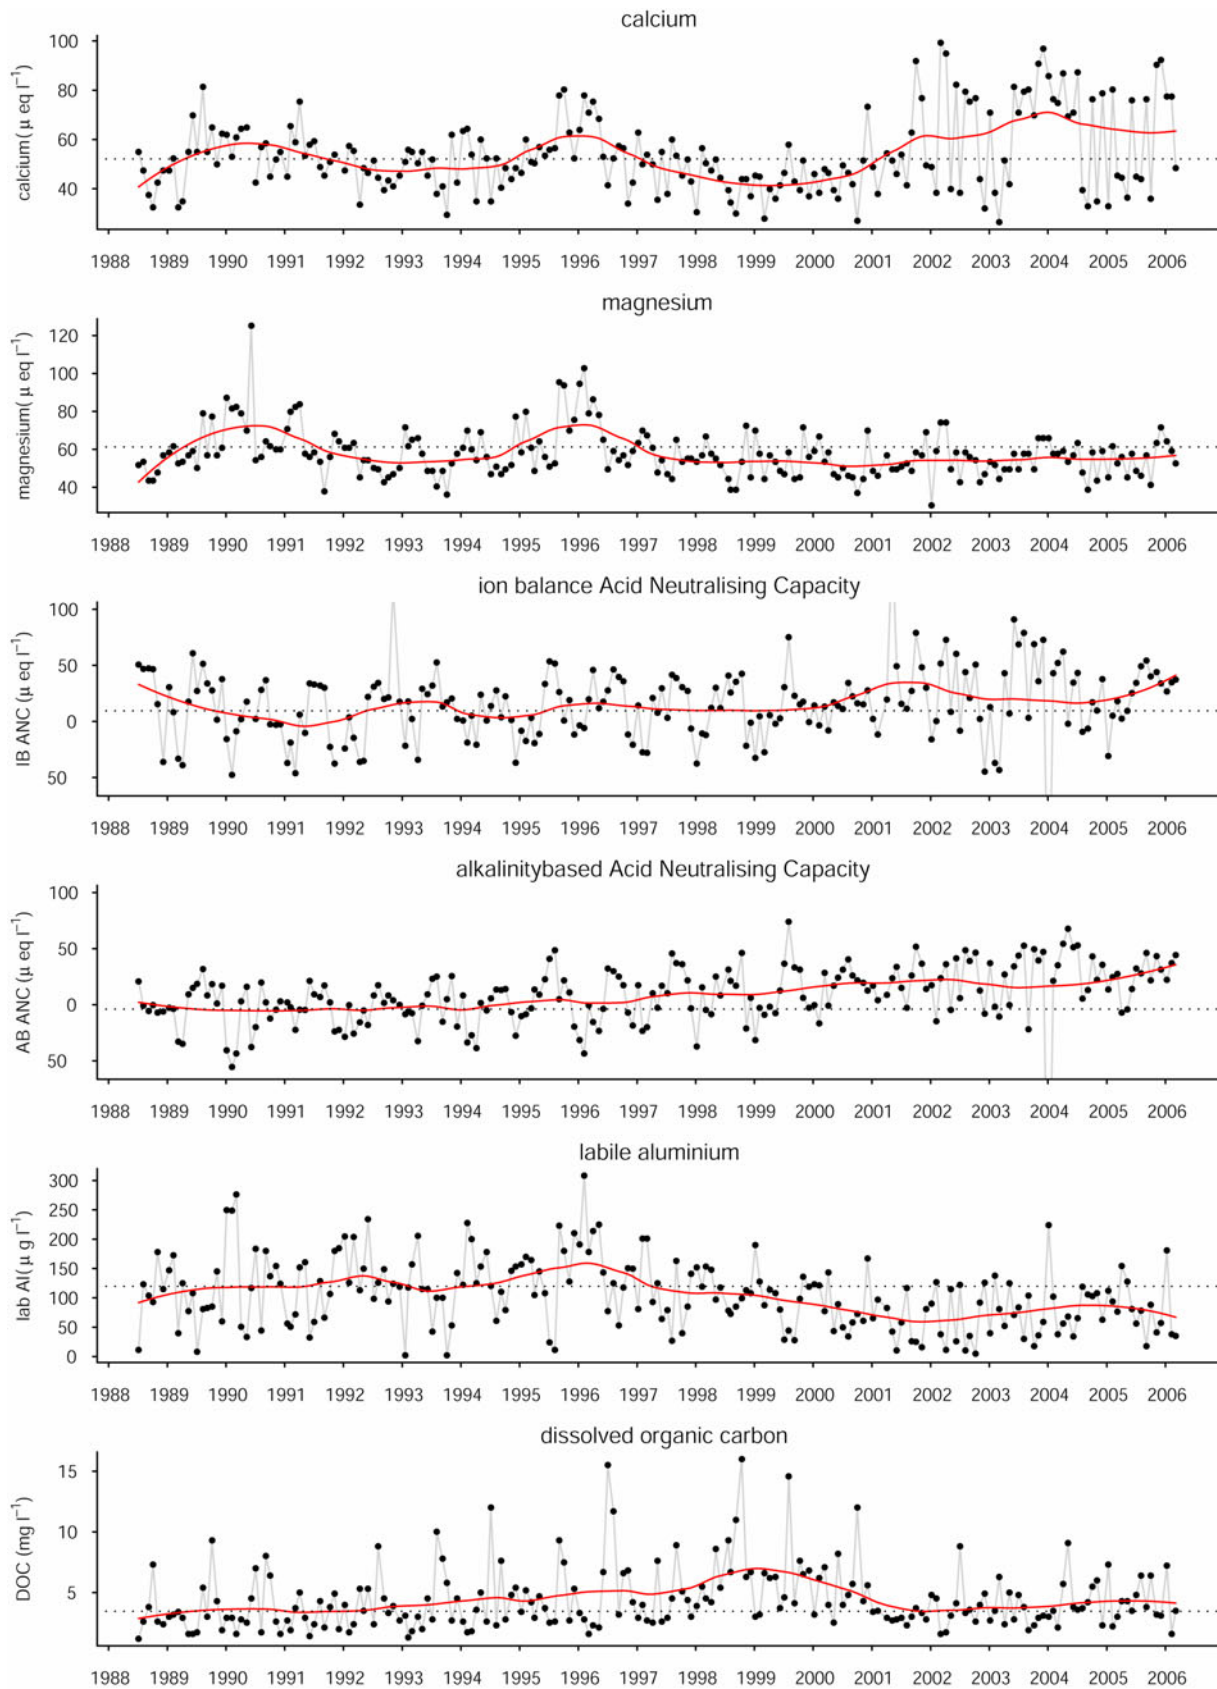 calcium
calcium( μ eq l⁻¹)
100
80
60
40
1988 1989 1990 1991 1992 1993 1994 1995 1996 1997 1998 1999 2000 2001 2002 2003 2004 2005 2006
magnesium
magnesium( μ eq l⁻¹)
120
100
80
60
40
1988 1989 1990 1991 1992 1993 1994 1995 1996 1997 1998 1999 2000 2001 2002 2003 2004 2005 2006
ion balance Acid Neutralising Capacity
IB ANC (μ eq l⁻¹)
100
50
0
50
1988 1989 1990 1991 1992 1993 1994 1995 1996 1997 1998 1999 2000 2001 2002 2003 2004 2005 2006
alkalinitybased Acid Neutralising Capacity
AB ANC (μ eq l⁻¹)
100
50
0
50
1988 1989 1990 1991 1992 1993 1994 1995 1996 1997 1998 1999 2000 2001 2002 2003 2004 2005 2006
labile aluminium
lab Al( μ g l⁻¹)
300
250
200
150
100
50
0
1988 1989 1990 1991 1992 1993 1994 1995 1996 1997 1998 1999 2000 2001 2002 2003 2004 2005 2006
dissolved organic carbon
DOC (mg l⁻¹)
15
10
5
1988 1989 1990 1991 1992 1993 1994 1995 1996 1997 1998 1999 2000 2001 2002 2003 2004 2005 2006